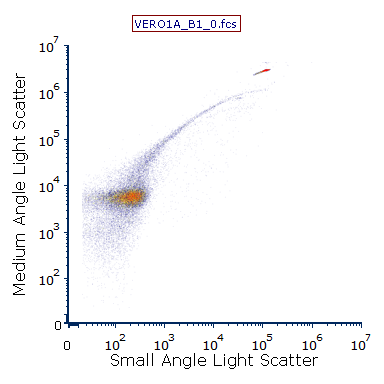 VERO1A_B1_0.fcs
Medium Angle Light Scatter
10^7
10^6
10^5
10^4
10^3
10^2
0
0 10^2 10^3 10^4 10^5 10^6 10^7
Small Angle Light Scatter